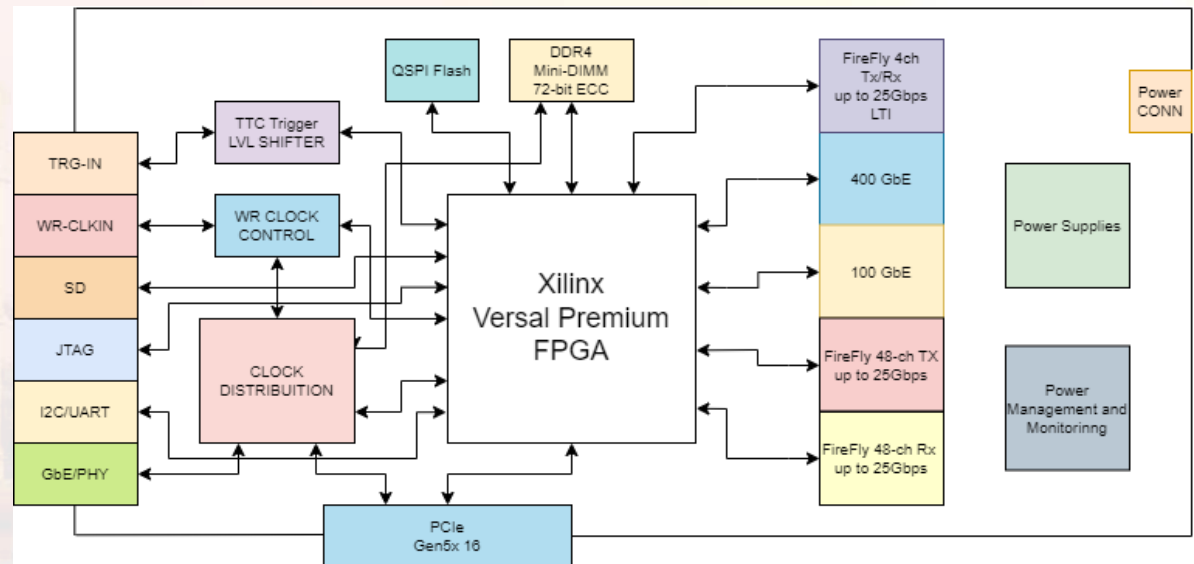 QSPI Flash
DDR4
Mini-DIMM
72-bit ECC
FireFly 4ch
Tx/Rx
up to 25Gbps
LTI
Power
CONN
TTC Trigger
LVL SHIFTER
TRG-IN
400 GbE
WR-CLKIN
WR CLOCK
CONTROL
Power Supplies
SD
Xilinx
Versal Premium
FPGA
100 GbE
JTAG
CLOCK
DISTRIBUITION
FireFly 48-ch TX
up to 25Gbps
I2C/UART
Power
Management and
Monitorinng
GbE/PHY
FireFly 48-ch Rx
up to 25Gbps
PCIe
Gen5x 16